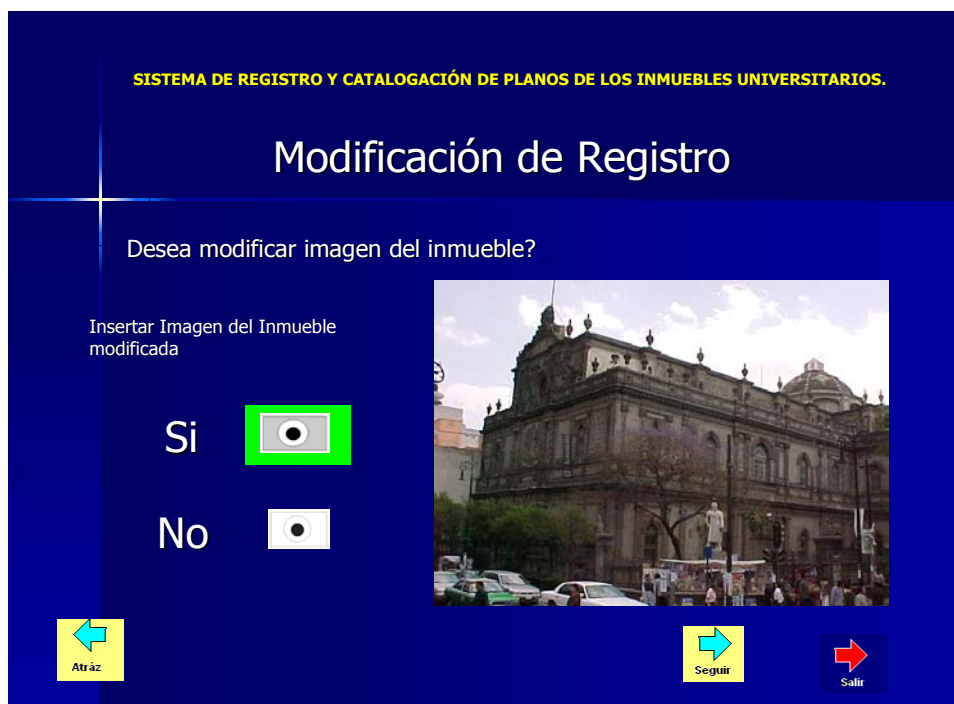 SISTEMA DE REGISTRO Y CATALOGACIÓN DE PLANOS DE LOS INMUEBLES UNIVERSITARIOS.
Modificación de Registro
Desea modificar imagen del inmueble?
Insertar Imagen del Inmueble
modificada
Si
No
Atráz
Seguir
Salir